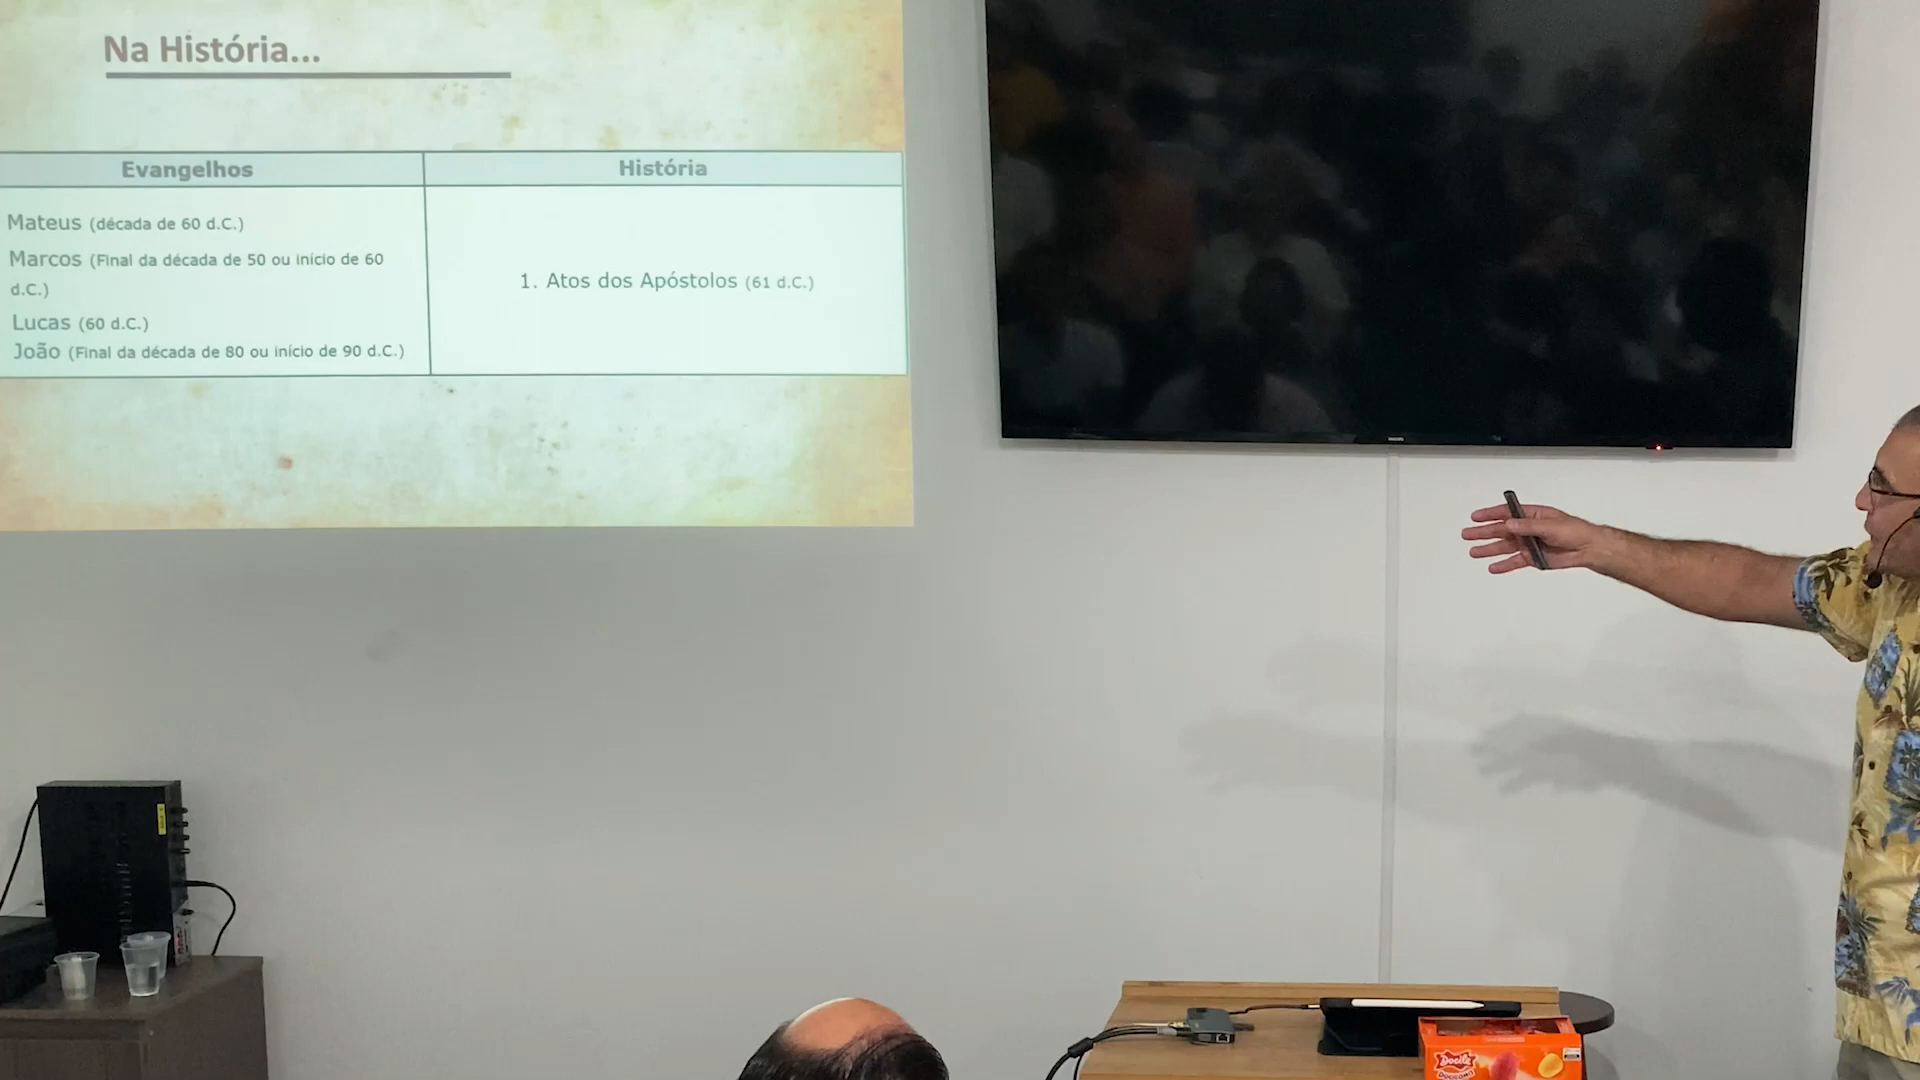 Na História...
Evangelhos
História
Mateus (década de 60 d.C.)
Marcos (Final da década de 50 ou início de 60
d.C.)
Lucas (60 d.C.)
João (Final da década de 80 ou início de 90 d.C.)
1. Atos dos Apóstolos (61 d.C.)
Docile